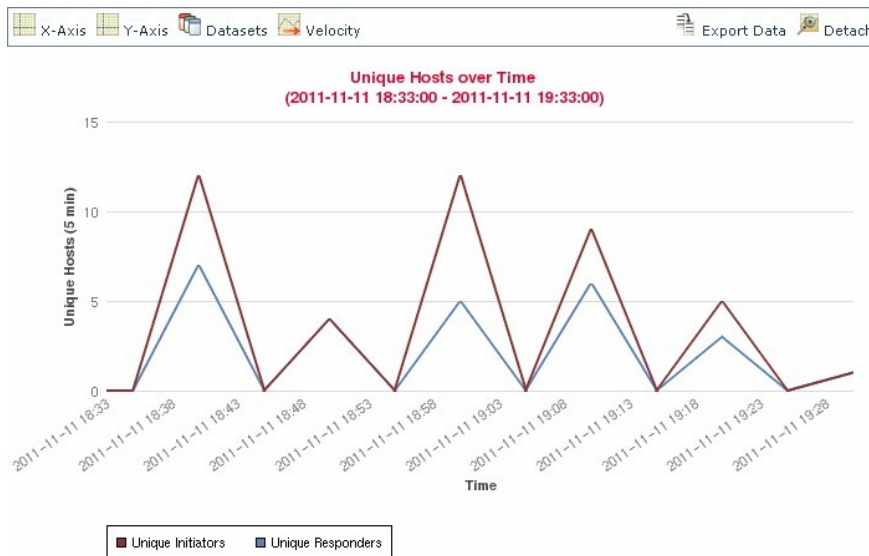 X-Axis Y-Axis Datasets Velocity Export Data Detach
Unique Hosts over Time
(2011-11-11 18:33:00 - 2011-11-11 19:33:00)
Unique Hosts (5 min)
15
10
5
0
2011-11-11 18:33
2011-11-11 18:38
2011-11-11 18:43
2011-11-11 18:48
2011-11-11 18:53
2011-11-11 18:58
2011-11-11 19:03
2011-11-11 19:08
2011-11-11 19:13
2011-11-11 19:18
2011-11-11 19:23
2011-11-11 19:28
Time
Unique Initiators Unique Responders